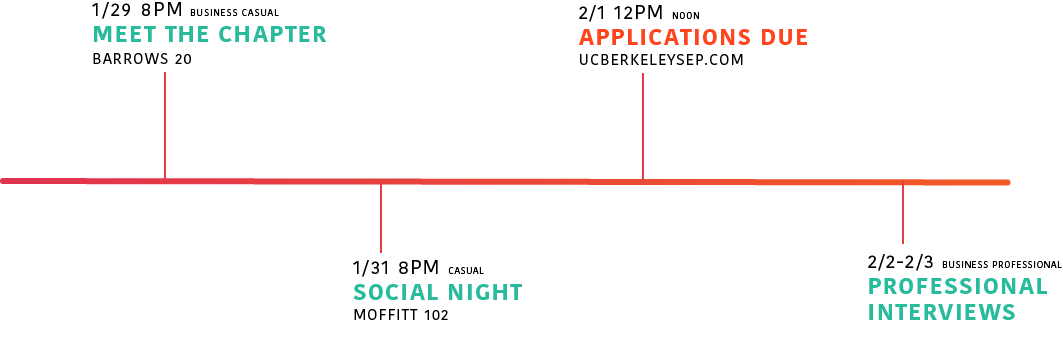 1/29 8PM BUSINESS CASUAL
MEET THE CHAPTER
BARROWS 20
1/31 8PM CASUAL
SOCIAL NIGHT
MOFFITT 102
2/1 12PM NOON
APPLICATIONS DUE
UCBERKELEYSEP.COM
2/2-2/3 BUSINESS PROFESSIONAL
PROFESSIONAL
INTERVIEWS